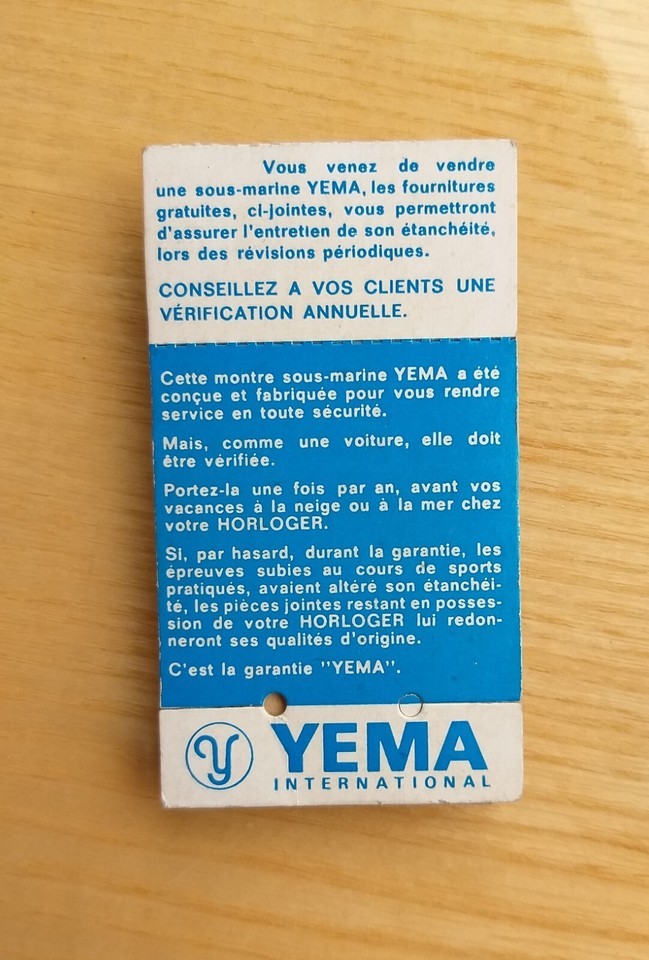 Vous venez de vendre
une sous-marine YEMA, les fournitures
gratuites, ci-jointes, vous permettront
d'assurer l'entretien de son étanchéité,
lors des révisions périodiques.
CONSEILLEZ A VOS CLIENTS UNE
VÉRIFICATION ANNUELLE.
Cette montre sous-marine YEMA a été
conçue et fabriquée pour vous rendre
service en toute sécurité.
Mais, comme une voiture, elle doit
être vérifiée.
Portez-la une fois par an, avant vos
vacances à la neige ou à la mer chez
votre HORLOGER.
Si, par hasard, durant la garantie, les
épreuves subies au cours de sports
pratiqués, avaient altéré son étanchéi-
té, les pièces jointes restant en posses-
sion de votre HORLOGER lui redon-
neront ses qualités d'origine.
C'est la garantie "YEMA".
Y YEMA
INTERNATIONAL